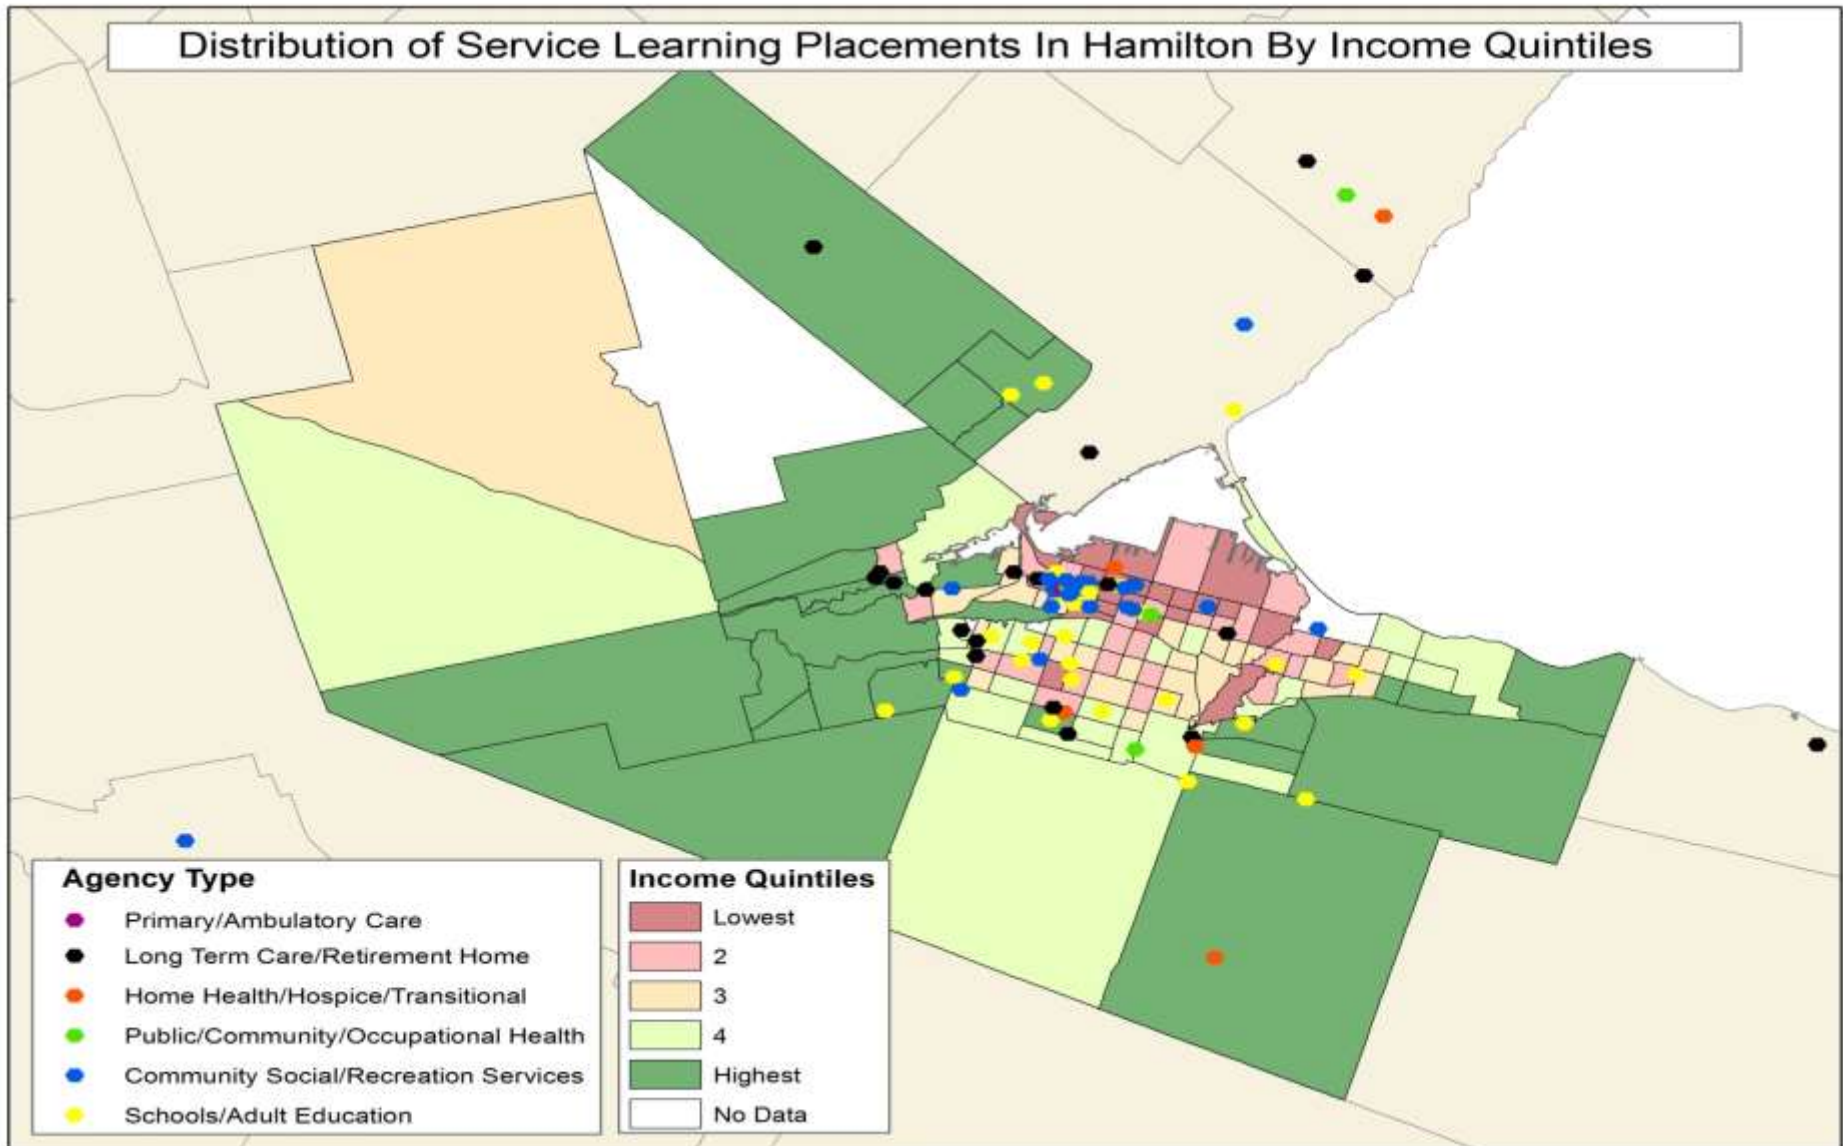 Distribution of Service Learning Placements In Hamilton By Income Quintiles
Agency Type
Primary/Ambulatory Care
Long Term Care/Retirement Home
Home Health/Hospice/Transitional
Public/Community/Occupational Health
Community Social/Recreation Services
Schools/Adult Education
Income Quintiles
Lowest
2
3
4
Highest
No Data